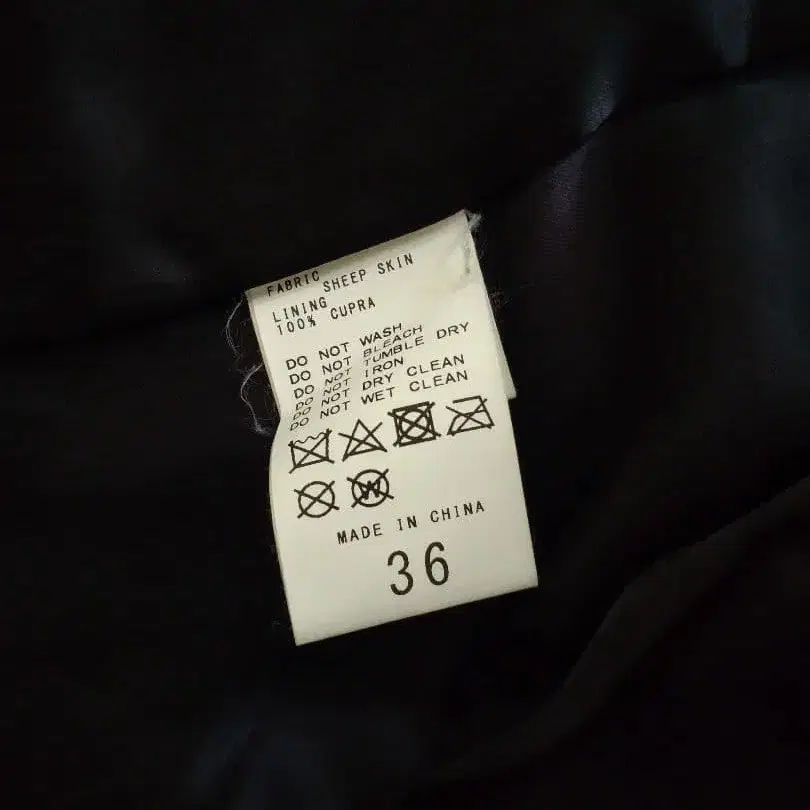 FABRIC SHEEP SKIN
LINING
100% CUPRA
DO NOT WASH
DO NOT BLEACH
DO NOT TUMBLE DRY
DO NOT IRON
DO NOT DRY CLEAN
DO NOT WET CLEAN
W
MADE IN CHINA
36